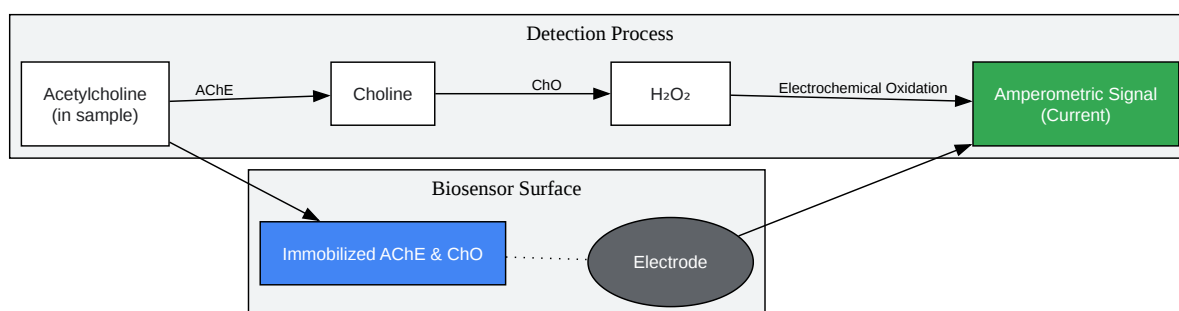 Detection Process
Acetylcholine
(in sample)
AChE
Choline
ChO
H₂O₂
Electrochemical Oxidation
Amperometric Signal
(Current)
Biosensor Surface
Immobilized AChE & ChO
Electrode